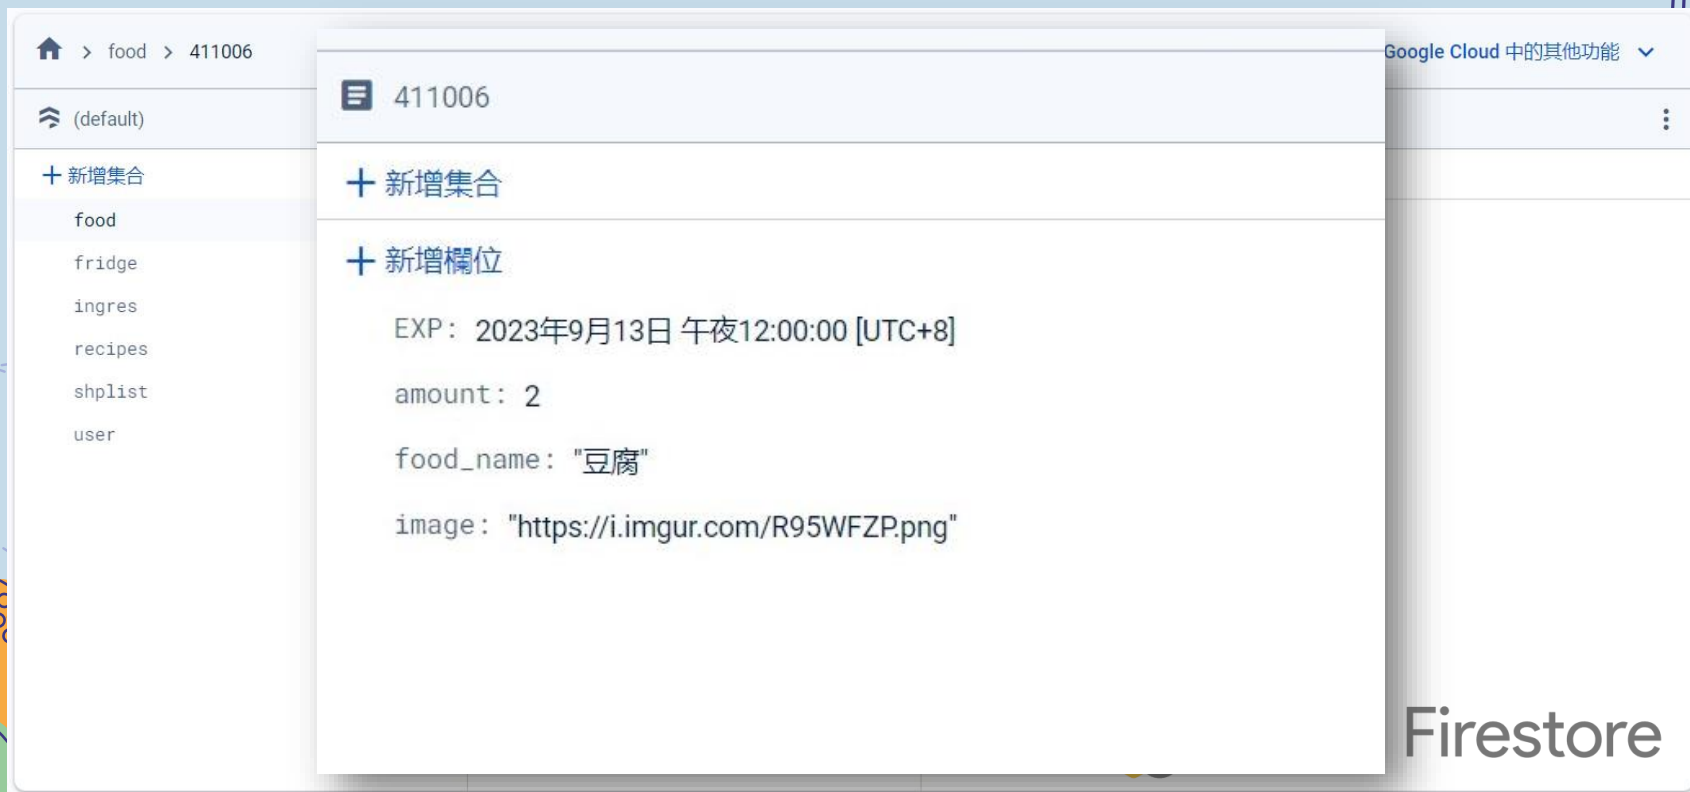 food > 411006
Google Cloud 中的其他功能
(default)
+ 新增集合
food
fridge
ingres
recipes
shplist
user
411006
+ 新增集合
+ 新增欄位
EXP: 2023年9月13日 午夜12:00:00 [UTC+8]
amount: 2
food_name: "豆腐"
image: "https://i.imgur.com/R95WFZP.png"
Firestore